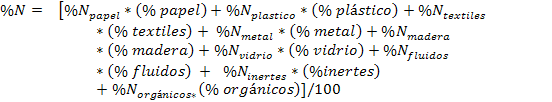 %N = [%N_papel * (% papel) + %N_plastico * (% plástico) + %N_textiles
* (% textiles) + %N_metal * (% metal) + %N_madera
* (% madera) + %N_vidrio * (% vidrio) + %N_fluidos
* (% fluidos) + %N_inertes * (%inertes)
+ %N_orgánicos* (% orgánicos)]/100